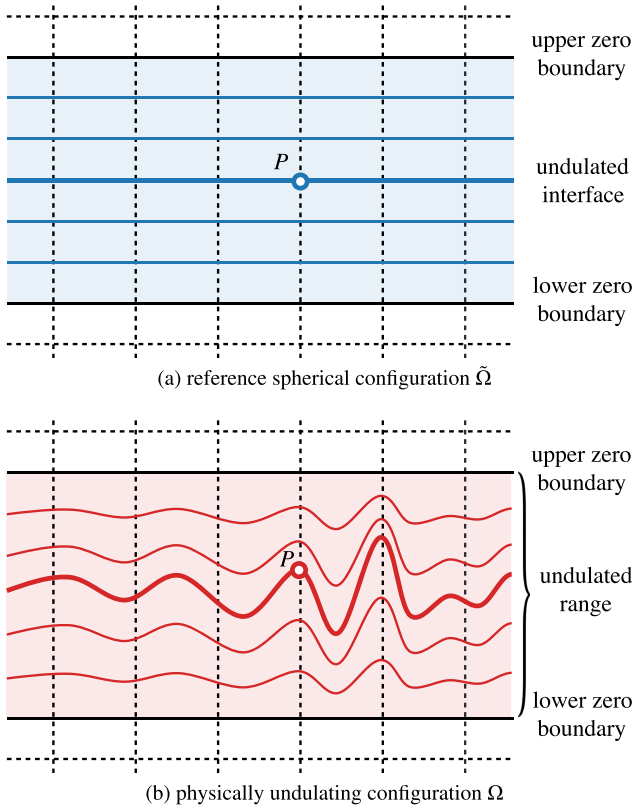 upper zero
boundary
P
undulated
interface
lower zero
boundary
(a) reference spherical configuration Ω̃
upper zero
boundary
P
undulated
range
lower zero
boundary
(b) physically undulating configuration Ω